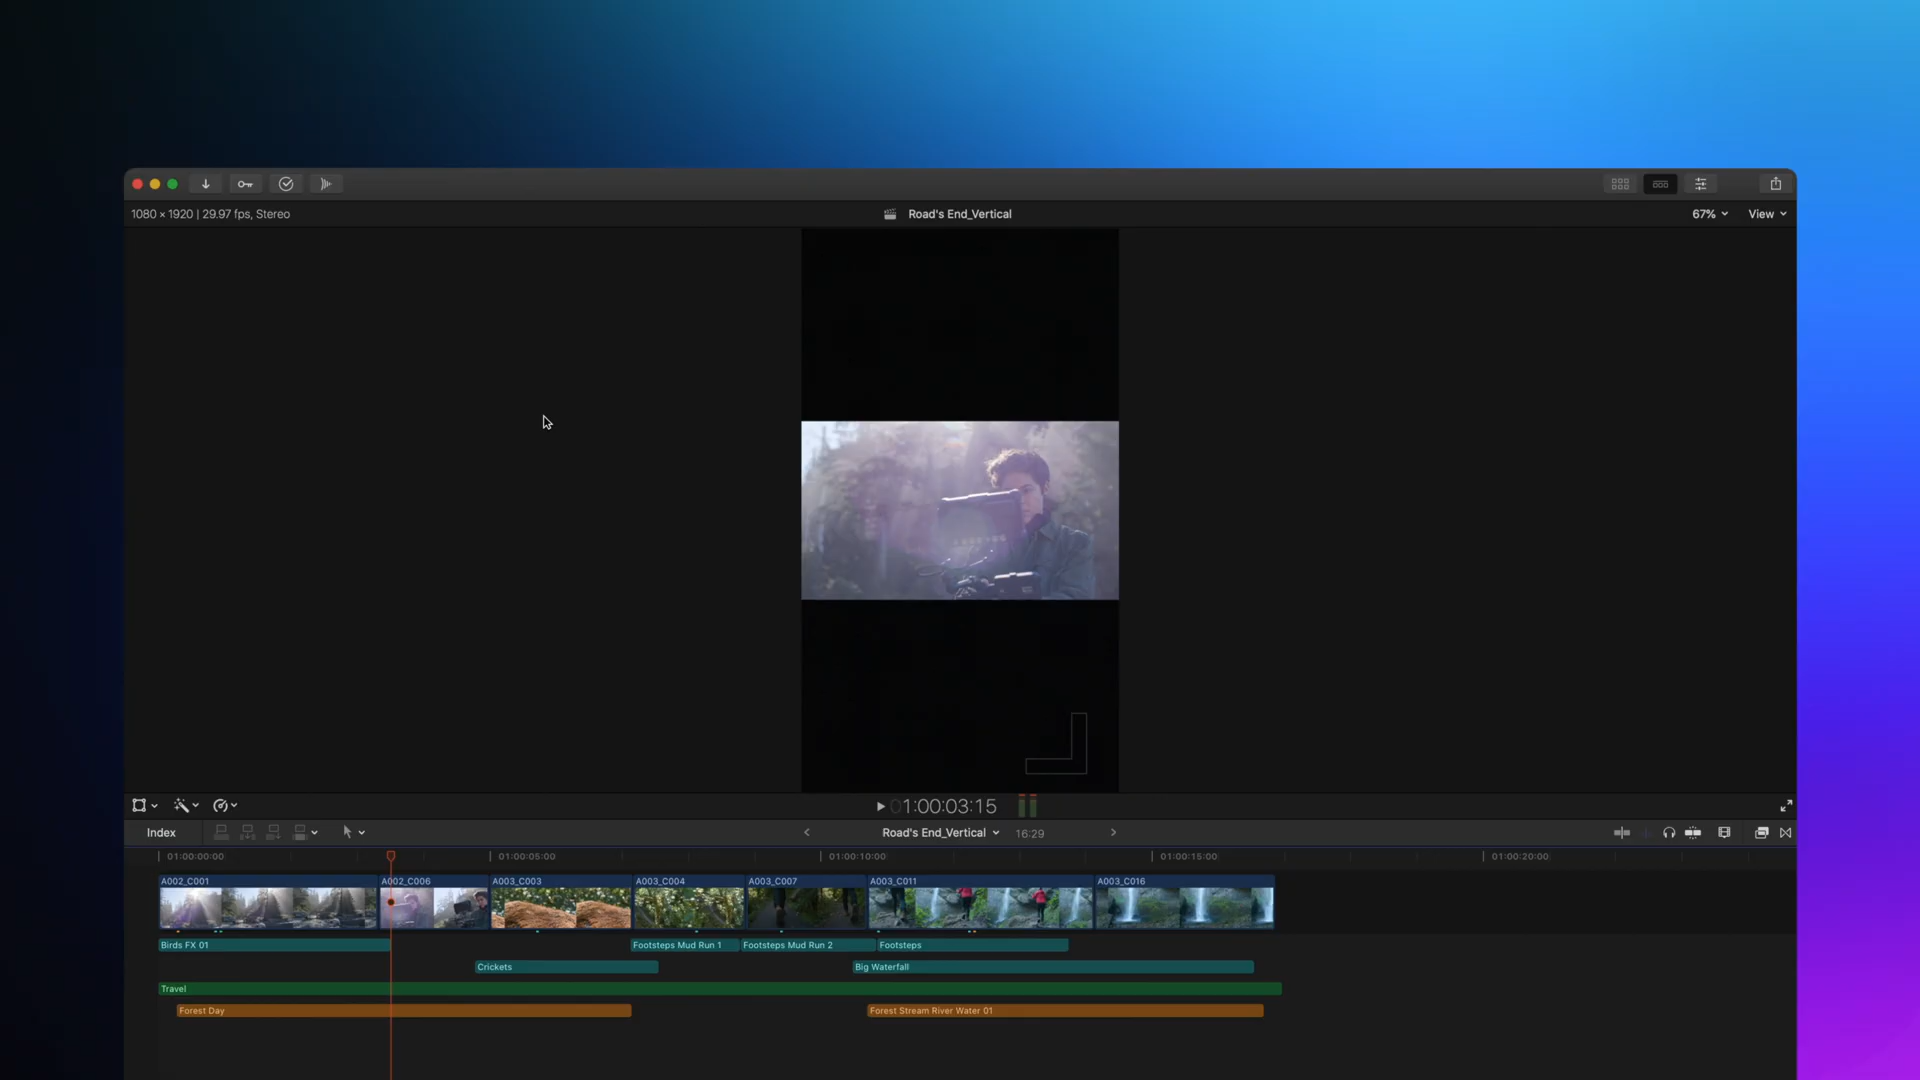 1080 × 1920 | 29.97 fps, Stereo
Road's End_Vertical
67%
View
01:00:03:15
Index
Road's End_Vertical
16:29
01:00:00:00
01:00:05:00
01:00:10:00
01:00:15:00
01:00:20:00
A002_C001
A002_C006
A003_C003
A003_C004
A003_C007
A003_C011
A003_C016
Birds FX 01
Footsteps Mud Run 1
Footsteps Mud Run 2
Footsteps
Crickets
Big Waterfall
Travel
Forest Day
Forest Stream River Water 01